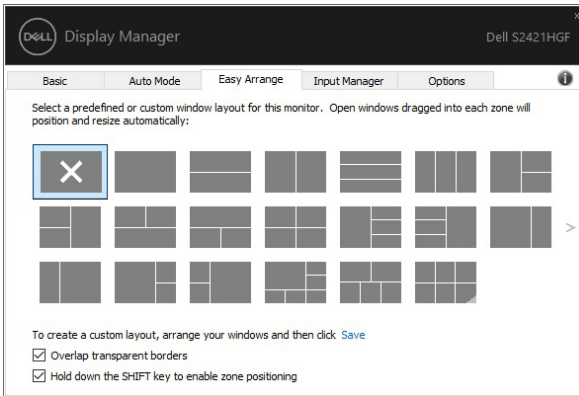 DELL Display Manager
Dell S2421HGF
Basic
Auto Mode
Easy Arrange
Input Manager
Options
Select a predefined or custom window layout for this monitor. Open windows dragged into each zone will
position and resize automatically:
To create a custom layout, arrange your windows and then click Save
Overlap transparent borders
Hold down the SHIFT key to enable zone positioning